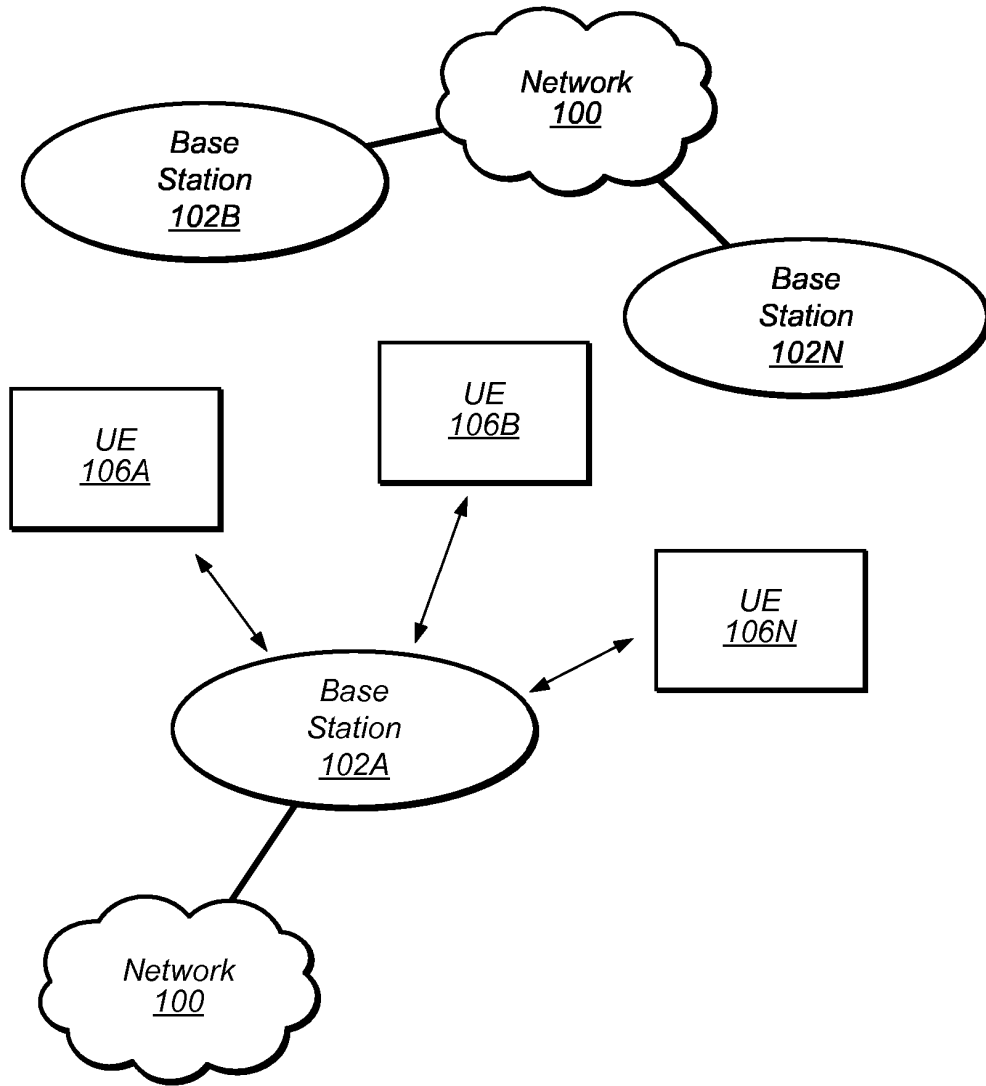 Network
100
Base
Station
102B
Base
Station
102N
UE
106B
UE
106A
UE
106N
Base
Station
102A
Network
100